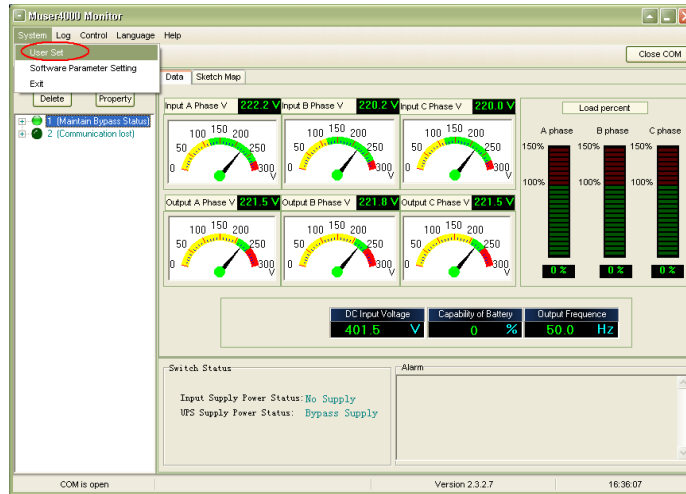 Muser4000 Monitor
System Log Control Language Help
User Set
Software Parameter Setting
Exit
Close COM
Delete Property
1 (Maintain Bypass Status)
2 (Communication lost)
Data Sketch Map
Input A Phase V 222.2 V Input B Phase V 220.2 V Input C Phase V 220.0 V
0 50 100 150 200 250 300 V
0 50 100 150 200 250 300 V
0 50 100 150 200 250 300 V
Output A Phase V 221.5 V Output B Phase V 221.8 V Output C Phase V 221.5 V
0 50 100 150 200 250 300 V
0 50 100 150 200 250 300 V
0 50 100 150 200 250 300 V
Load percent
A phase B phase C phase
150% 150% 150%
100% 100% 100%
0 % 0 % 0 %
DC Input Voltage Capability of Battery Output Frequence
401.5 V 0 % 50.0 Hz
Switch Status
Input Supply Power Status: No Supply
UPS Supply Power Status: Bypass Supply
Alarm
COM is open Version 2.3.2.7 16:36:07